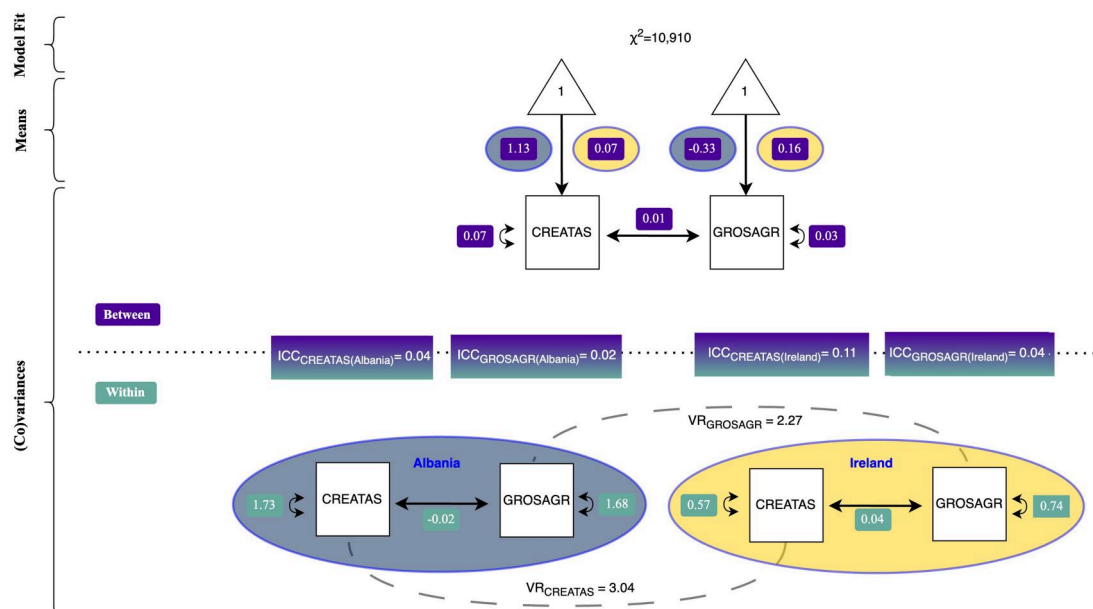 Model Fit
χ²=10,910
Means
1
1
1.13
0.07
-0.33
0.16
CREATAS
GROSAGR
0.07
0.01
0.03
(Co)variances
Between
ICCCREATAS(Albania)= 0.04
ICCGROSAGR(Albania)= 0.02
ICCCREATAS(Ireland)= 0.11
ICCGROSAGR(Ireland)= 0.04
Within
VRGROSAGR = 2.27
Albania
Ireland
1.73
CREATAS
-0.02
GROSAGR
1.68
0.57
CREATAS
0.04
GROSAGR
0.74
VRCREATAS = 3.04